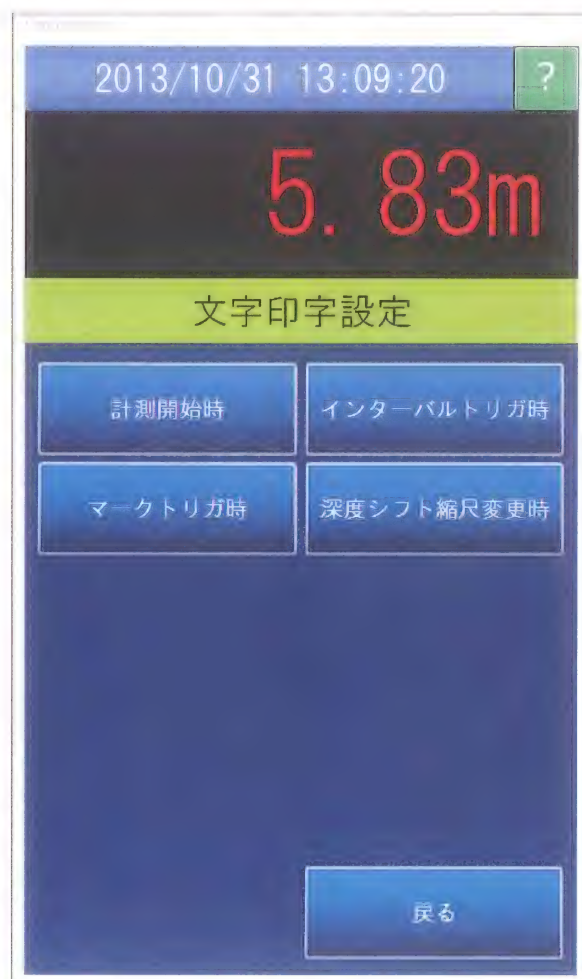 2013/10/31 13:09:20 ?
5.83m
文字印字設定
計測開始時 インターバルトリガ時
マークトリガ時 深度シフト縮尺変更時
戻る